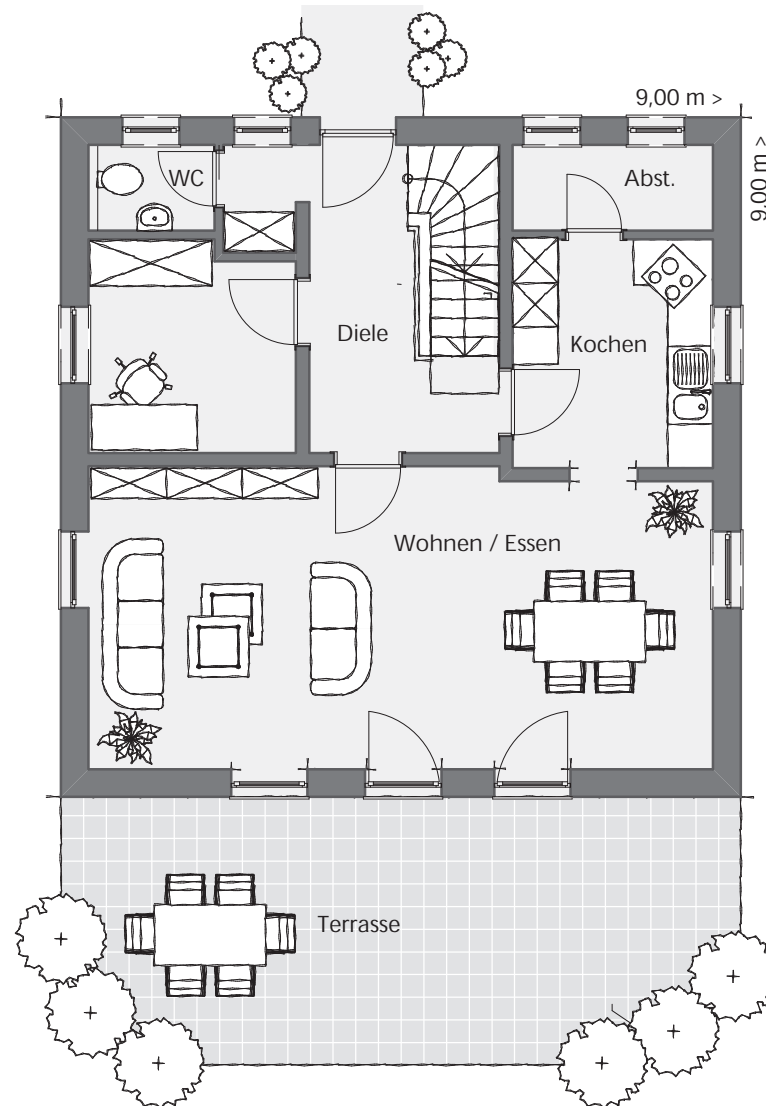 9,00 m >
9,00 m >
WC
Abst.
Diele
Kochen
Wohnen / Essen
Terrasse